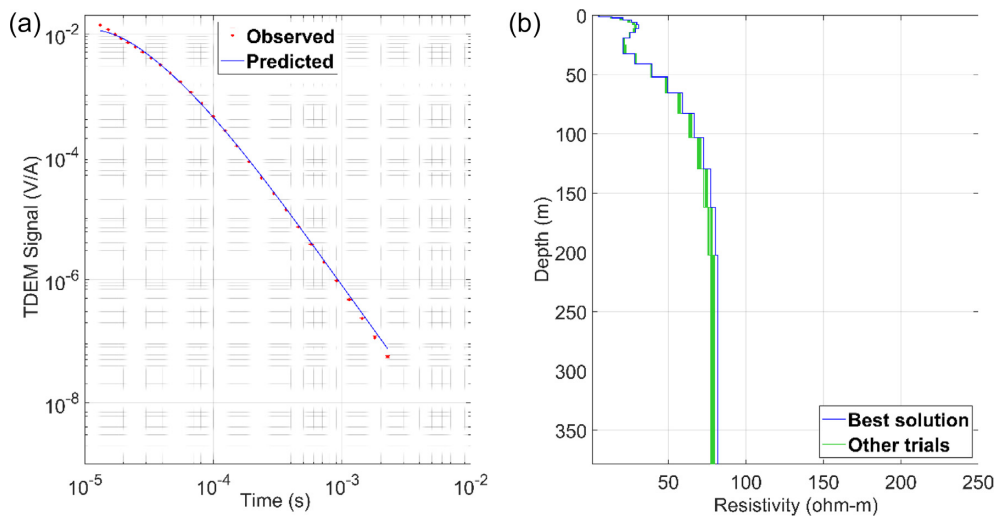 (a)
Observed
Predicted
10^-2
10^-4
10^-6
10^-8
TDEM Signal (V/A)
10^-5
10^-4
10^-3
10^-2
Time (s)
(b)
0
50
100
150
200
250
300
350
Depth (m)
Best solution
Other trials
50
100
150
200
250
Resistivity (ohm-m)